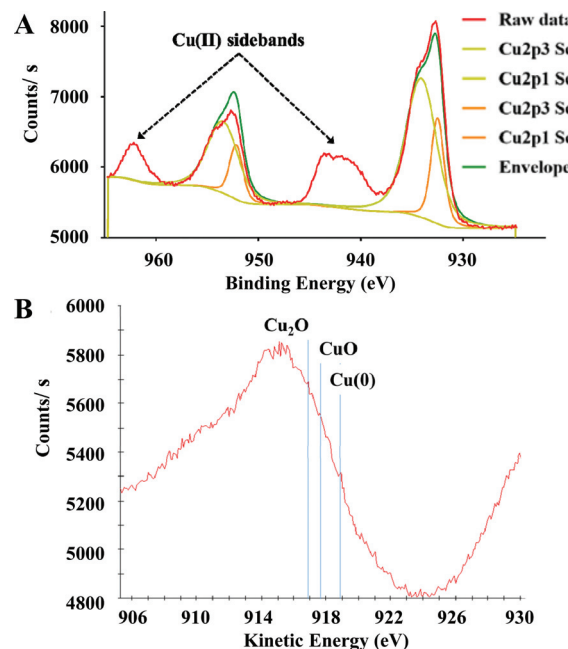 A
Cu(II) sidebands
Counts/ s
8000
7000
6000
5000
960
950
940
930
Binding Energy (eV)
Raw data
Cu2p3 Sc
Cu2p1 Sc
Cu2p3 Sc
Cu2p1 Sc
Envelope
B
Counts/ s
6000
5800
5600
5400
5200
5000
4800
Cu₂O
CuO
Cu(0)
906
910
914
918
922
926
930
Kinetic Energy (eV)